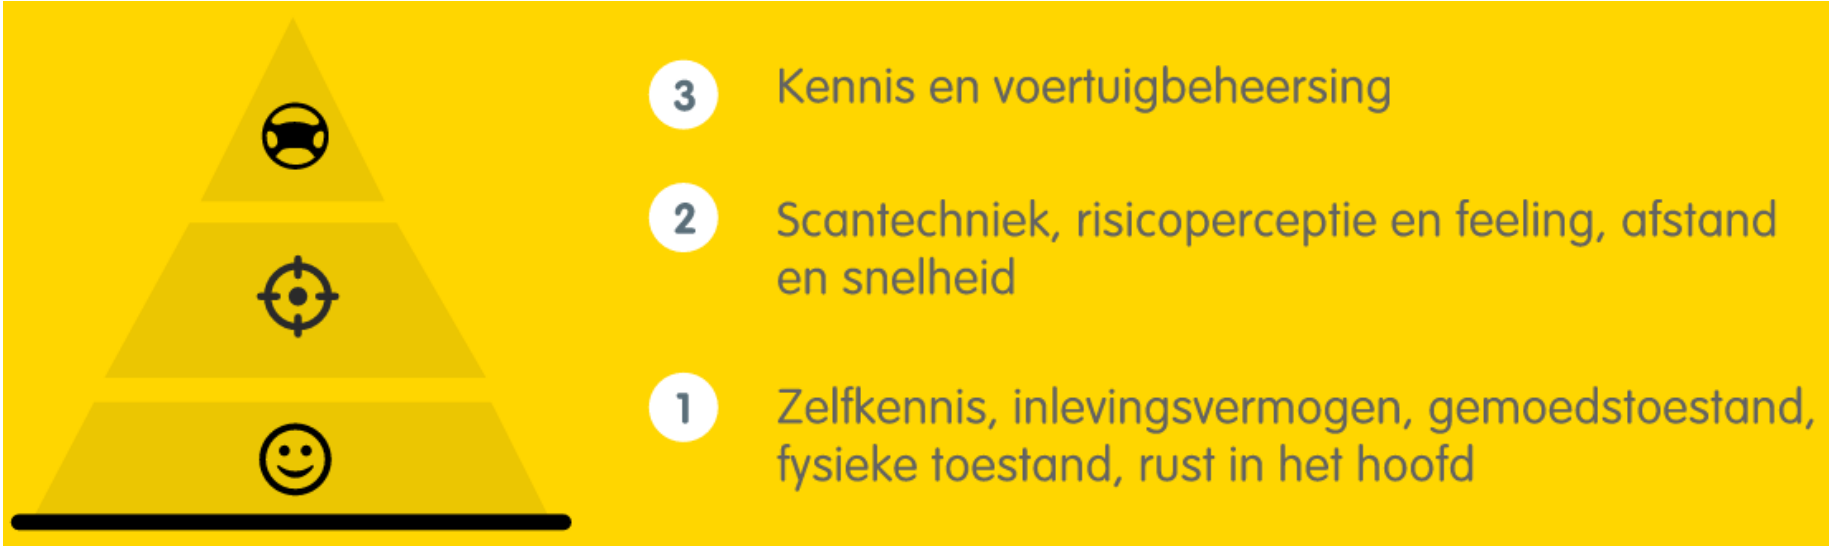 3 Kennis en voertuigbeheersing
2 Scantechniek, risicoperceptie en feeling, afstand
en snelheid
1 Zelfkennis, inlevingsvermogen, gemoedstoestand,
fysieke toestand, rust in het hoofd